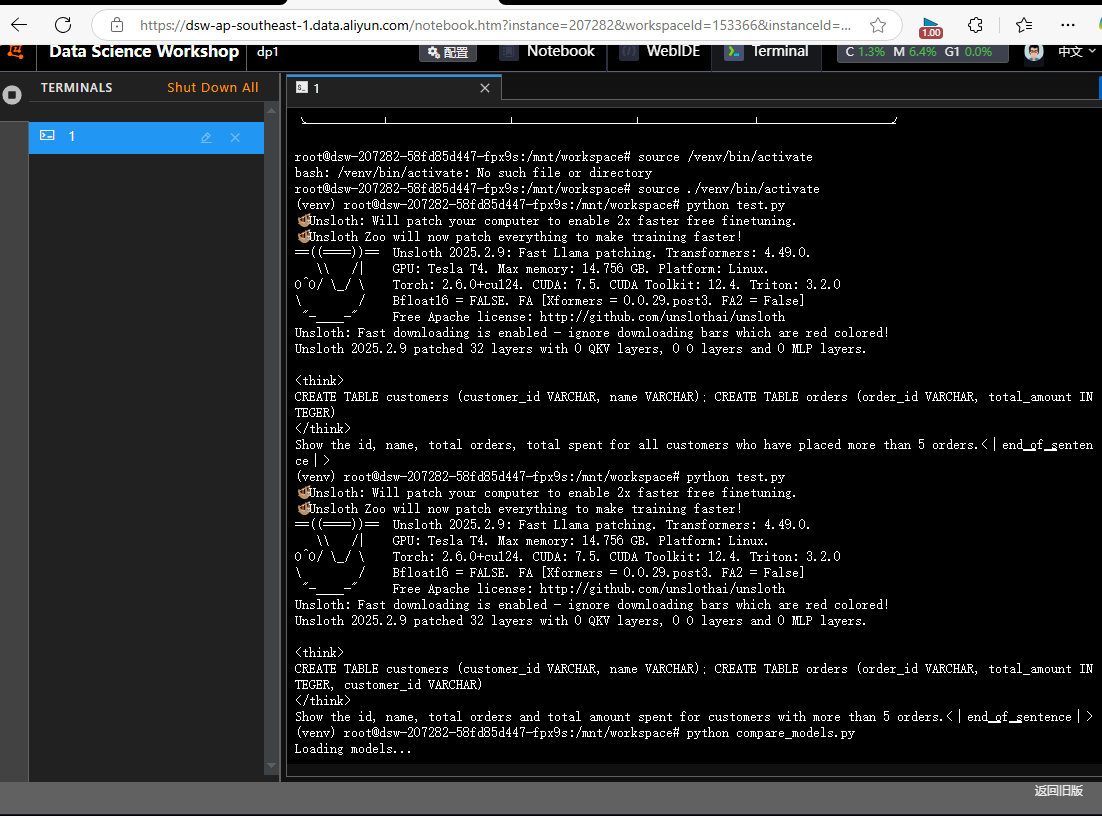 https://dsw-ap-southeast-1.data.aliyun.com/notebook.htm?instance=207282&workspaceId=153366&instanceId=...
1.00
Data Science Workshop
dp1
配置
Notebook
WebIDE
Terminal
C 1.3% M 6.4% G1 0.0%
中文
TERMINALS
Shut Down All
1
1
root@dsw-207282-58fd85d447-fpx9s:/mnt/workspace# source /venv/bin/activate
bash: /venv/bin/activate: No such file or directory
root@dsw-207282-58fd85d447-fpx9s:/mnt/workspace# source ./venv/bin/activate
(venv) root@dsw-207282-58fd85d447-fpx9s:/mnt/workspace# python test.py
🦥Unsloth: Will patch your computer to enable 2x faster free finetuning.
🦥Unsloth Zoo will now patch everything to make training faster!
==((====))==  Unsloth 2025.2.9: Fast Llama patching. Transformers: 4.49.0.
   \\   /|    GPU: Tesla T4. Max memory: 14.756 GB. Platform: Linux.
O^O/ \_/ \    Torch: 2.6.0+cu124. CUDA: 7.5. CUDA Toolkit: 12.4. Triton: 3.2.0
\        /    Bfloat16 = FALSE. FA [Xformers = 0.0.29.post3. FA2 = False]
 "-____-"     Free Apache license: http://github.com/unslothai/unsloth
Unsloth: Fast downloading is enabled - ignore downloading bars which are red colored!
Unsloth 2025.2.9 patched 32 layers with 0 QKV layers, 0 O layers and 0 MLP layers.
<think>
CREATE TABLE customers (customer_id VARCHAR, name VARCHAR); CREATE TABLE orders (order_id VARCHAR, total_amount IN
TEGER)
</think>
Show the id, name, total orders, total spent for all customers who have placed more than 5 orders.<｜end▁of▁senten
ce｜>
(venv) root@dsw-207282-58fd85d447-fpx9s:/mnt/workspace# python test.py
🦥Unsloth: Will patch your computer to enable 2x faster free finetuning.
🦥Unsloth Zoo will now patch everything to make training faster!
==((====))==  Unsloth 2025.2.9: Fast Llama patching. Transformers: 4.49.0.
   \\   /|    GPU: Tesla T4. Max memory: 14.756 GB. Platform: Linux.
O^O/ \_/ \    Torch: 2.6.0+cu124. CUDA: 7.5. CUDA Toolkit: 12.4. Triton: 3.2.0
\        /    Bfloat16 = FALSE. FA [Xformers = 0.0.29.post3. FA2 = False]
 "-____-"     Free Apache license: http://github.com/unslothai/unsloth
Unsloth: Fast downloading is enabled - ignore downloading bars which are red colored!
Unsloth 2025.2.9 patched 32 layers with 0 QKV layers, 0 O layers and 0 MLP layers.
<think>
CREATE TABLE customers (customer_id VARCHAR, name VARCHAR); CREATE TABLE orders (order_id VARCHAR, total_amount IN
TEGER, customer_id VARCHAR)
</think>
Show the id, name, total orders and total amount spent for customers with more than 5 orders.<｜end▁of▁sentence｜>
(venv) root@dsw-207282-58fd85d447-fpx9s:/mnt/workspace# python compare_models.py
Loading models...
返回旧版